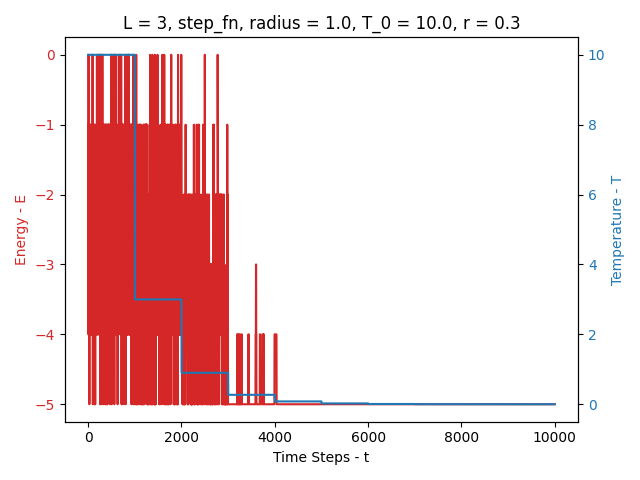 L = 3, step_fn, radius = 1.0, T_0 = 10.0, r = 0.3
0
−1
−2
−3
−4
−5
Energy - E
10
8
6
4
2
0
Temperature - T
0 2000 4000 6000 8000 10000
Time Steps - t